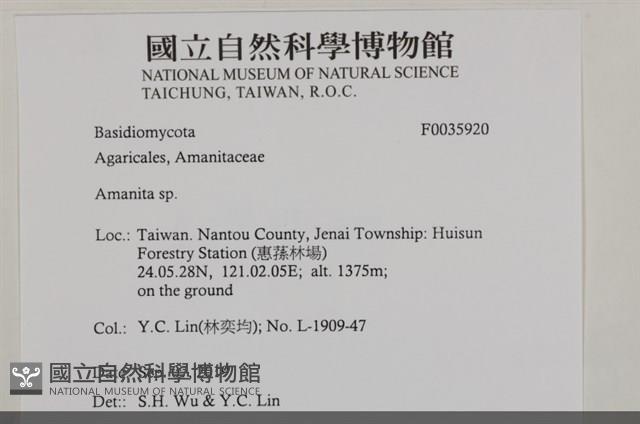 國立自然科學博物館
NATIONAL MUSEUM OF NATURAL SCIENCE
TAICHUNG, TAIWAN, R.O.C.
Basidiomycota F0035920
Agaricales, Amanitaceae
Amanita sp.
Loc.: Taiwan. Nantou County, Jenai Township: Huisun
Forestry Station (惠蓀林場)
24.05.28N, 121.02.05E; alt. 1375m;
on the ground
Col.: Y.C. Lin(林奕均); No. L-1909-47
國立自然科學博物館
NATIONAL MUSEUM OF NATURAL SCIENCE
Det:: S.H. Wu & Y.C. Lin